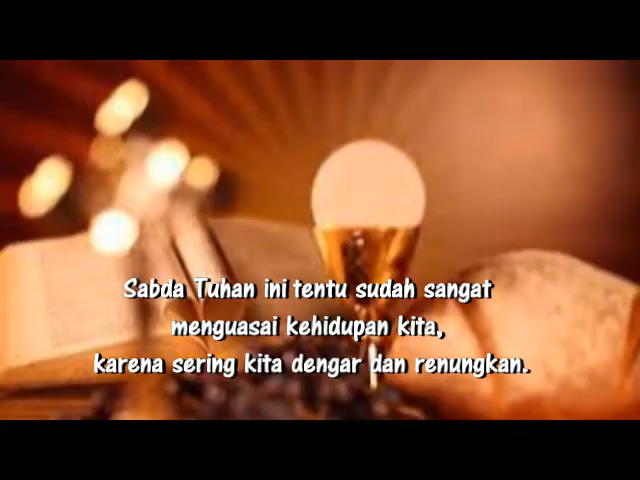 Sabda Tuhan ini tentu sudah sangat
menguasai kehidupan kita,
karena sering kita dengar dan renungkan.